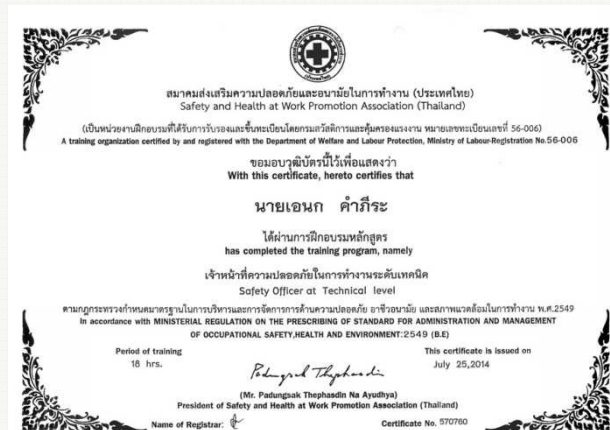 สมาคมส่งเสริมความปลอดภัยและอนามัยในการทำงาน (ประเทศไทย)
Safety and Health at Work Promotion Association (Thailand)
(เป็นหน่วยงานฝึกอบรมที่ได้รับการรับรองและขึ้นทะเบียนโดยกรมสวัสดิการและคุ้มครองแรงงาน หมายเลขทะเบียนเลขที่ 56-006)
A training organization certified by and registered with the Department of Welfare and Labour Protection, Ministry of Labour-Registration No.56-006
ขอมอบวุฒิบัตรนี้ไว้เพื่อแสดงว่า
With this certificate, hereto certifies that
นายเอนก คำภีระ
ได้ผ่านการฝึกอบรมหลักสูตร
has completed the training program, namely
เจ้าหน้าที่ความปลอดภัยในการทำงานระดับเทคนิค
Safety Officer at Technical level
ตามกฎกระทรวงกำหนดมาตรฐานในการบริหารและการจัดการด้านความปลอดภัย อาชีวอนามัย และสภาพแวดล้อมในการทำงาน พ.ศ.2549
In accordance with MINISTERIAL REGULATION ON THE PRESCRIBING OF STANDARD FOR ADMINISTRATION AND MANAGEMENT
OF OCCUPATIONAL SAFETY,HEALTH AND ENVIRONMENT:2549 (B.E)
Period of training
18 hrs.
This certificate is issued on
July 25,2014
Padungsak Thephasdin
(Mr. Padungsak Thephasdin Na Ayudhya)
President of Safety and Health at Work Promotion Association (Thailand)
Name of Registrar:
Certificate No. 570760